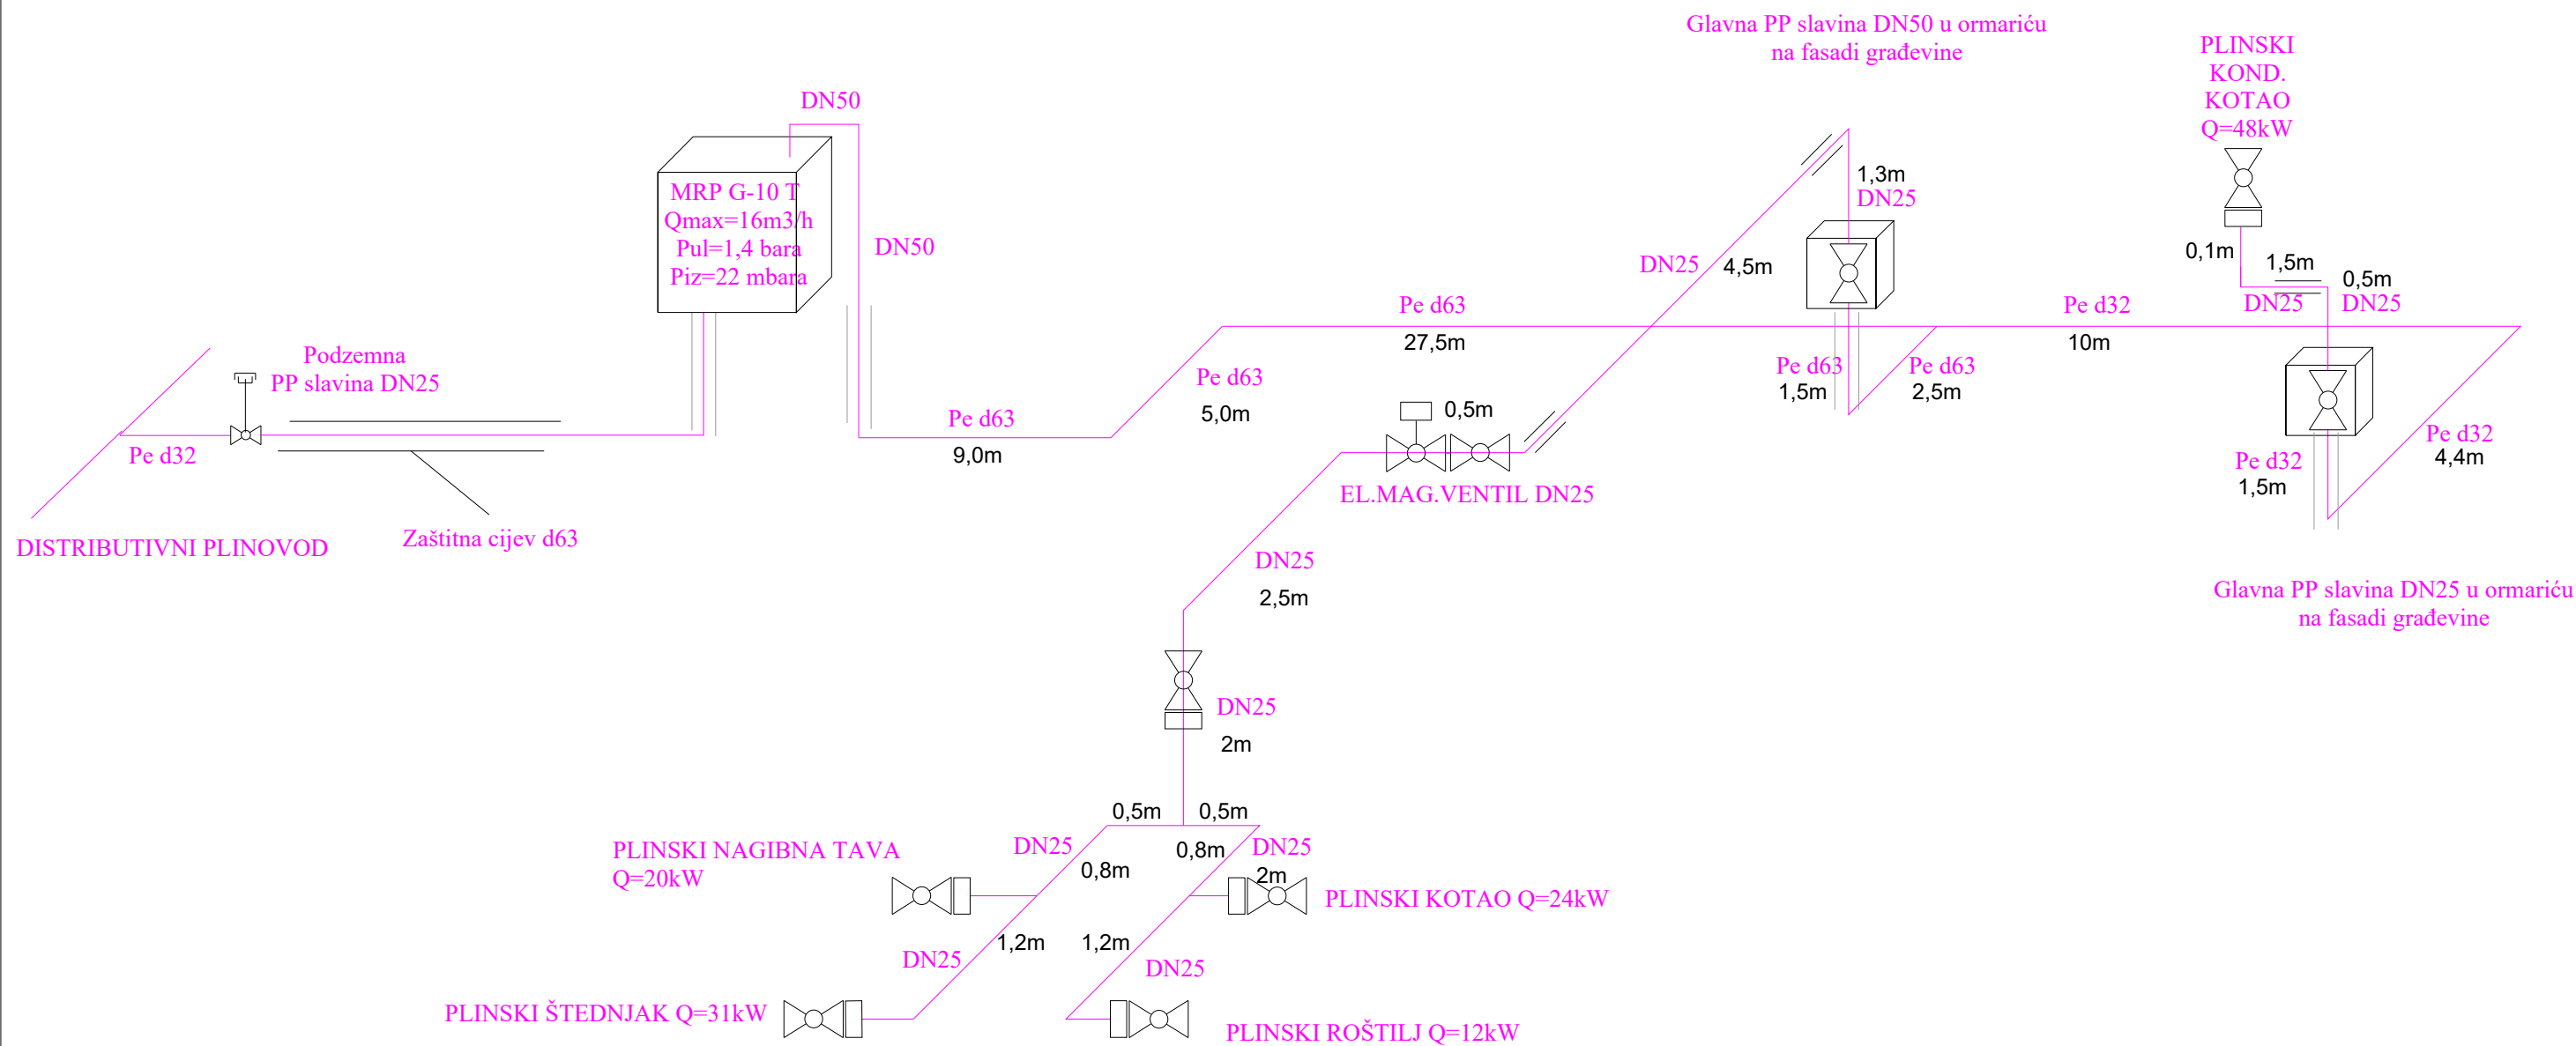 Glavna PP slavina DN50 u ormariću
na fasadi građevine
PLINSKI
KOND.
KOTAO
Q=48kW
DN50
MRP G-10 T
Qmax=16m3/h
Pul=1,4 bara
Piz=22 mbara
DN50
1,3m
DN25
DN25
4,5m
0,1m
1,5m
0,5m
DN25
DN25
Pe d63
27,5m
Pe d32
10m
Podzemna
PP slavina DN25
Pe d63
5,0m
Pe d63
1,5m
Pe d63
2,5m
Pe d63
9,0m
0,5m
Pe d32
Pe d32
4,4m
Pe d32
1,5m
EL.MAG.VENTIL DN25
Zaštitna cijev d63
DISTRIBUTIVNI PLINOVOD
DN25
2,5m
Glavna PP slavina DN25 u ormariću
na fasadi građevine
DN25
2m
0,5m
0,5m
DN25
0,8m
0,8m
DN25
2m
PLINSKI NAGIBNA TAVA
Q=20kW
PLINSKI KOTAO Q=24kW
1,2m
1,2m
DN25
DN25
PLINSKI ŠTEDNJAK Q=31kW
PLINSKI ROŠTILJ Q=12kW